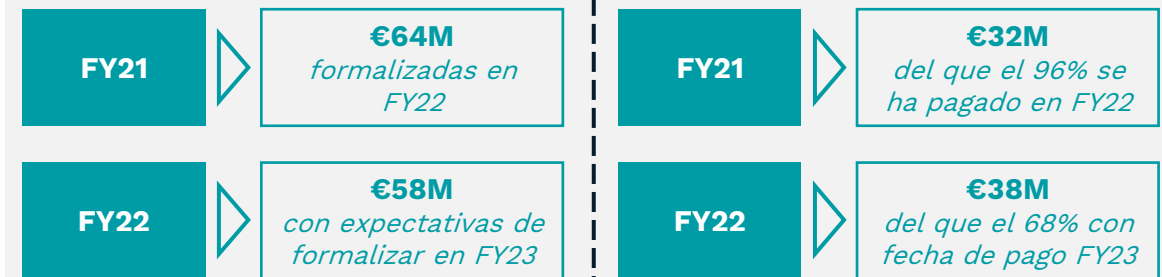 FY21
€64M
formalizadas en
FY22
FY22
€58M
con expectativas de
formalizar en FY23
FY21
€32M
del que el 96% se
ha pagado en FY22
FY22
€38M
del que el 68% con
fecha de pago FY23